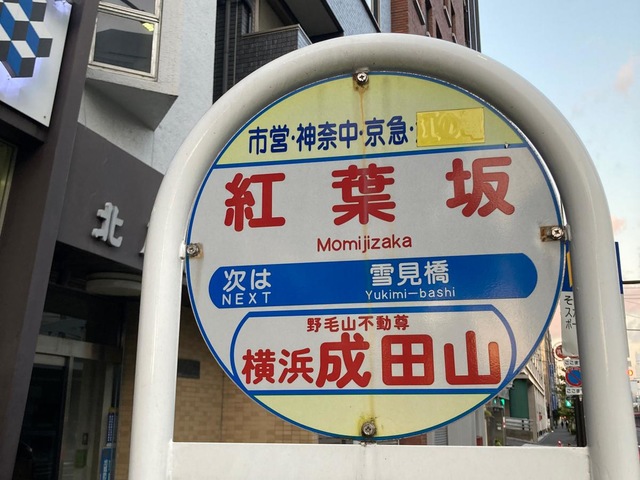 市営・神奈中・京急・
紅葉坂
Momijizaka
次は 雪見橋
NEXT Yukimi-bashi
野毛山不動尊
横浜成田山
北